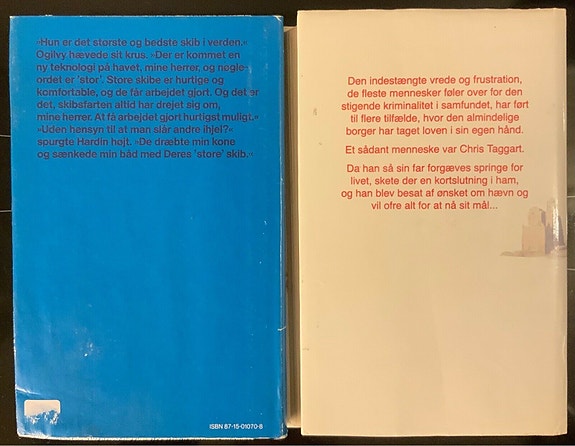 »Hun er det største og bedste skib i verden.«
Ogilvy hævede sit krus. »Der er kommet en
ny teknologi på havet, mine herrer, og nøgle-
ordet er 'stor'. Store skibe er hurtige og
komfortable, og de får arbejdet gjort. Og det er
det, skibsfarten altid har drejet sig om,
mine herrer. At få arbejdet gjort hurtigst muligt.«
»Uden hensyn til at man slår andre ihjel?«
spurgte Hardin højt. »De dræbte min kone
og sænkede min båd med Deres 'store' skib.«
ISBN 87-15-01070-8
Den indestængte vrede og frustration,
de fleste mennesker føler over for den
stigende kriminalitet i samfundet, har ført
til flere tilfælde, hvor den almindelige
borger har taget loven i sin egen hånd.
Et sådant menneske var Chris Taggart.
Da han så sin far forgæves springe for
livet, skete der en kortslutning i ham,
og han blev besat af ønsket om hævn og
vil ofre alt for at nå sit mål...